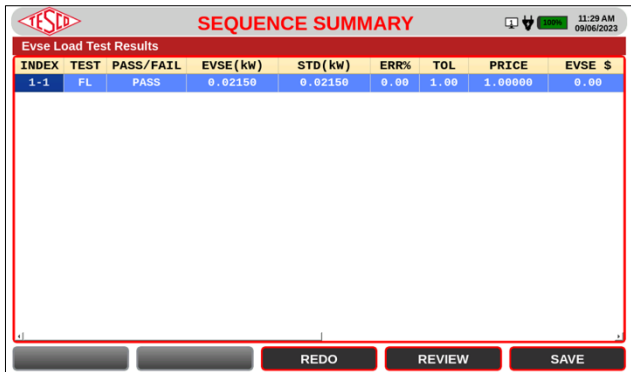 TESCO
SEQUENCE SUMMARY
1
100%
11:29 AM
09/06/2023
Evse Load Test Results
INDEX TEST PASS/FAIL EVSE(kW) STD(kW) ERR% TOL PRICE EVSE $
1-1 FL PASS 0.02150 0.02150 0.00 1.00 1.00000 0.00
REDO REVIEW SAVE